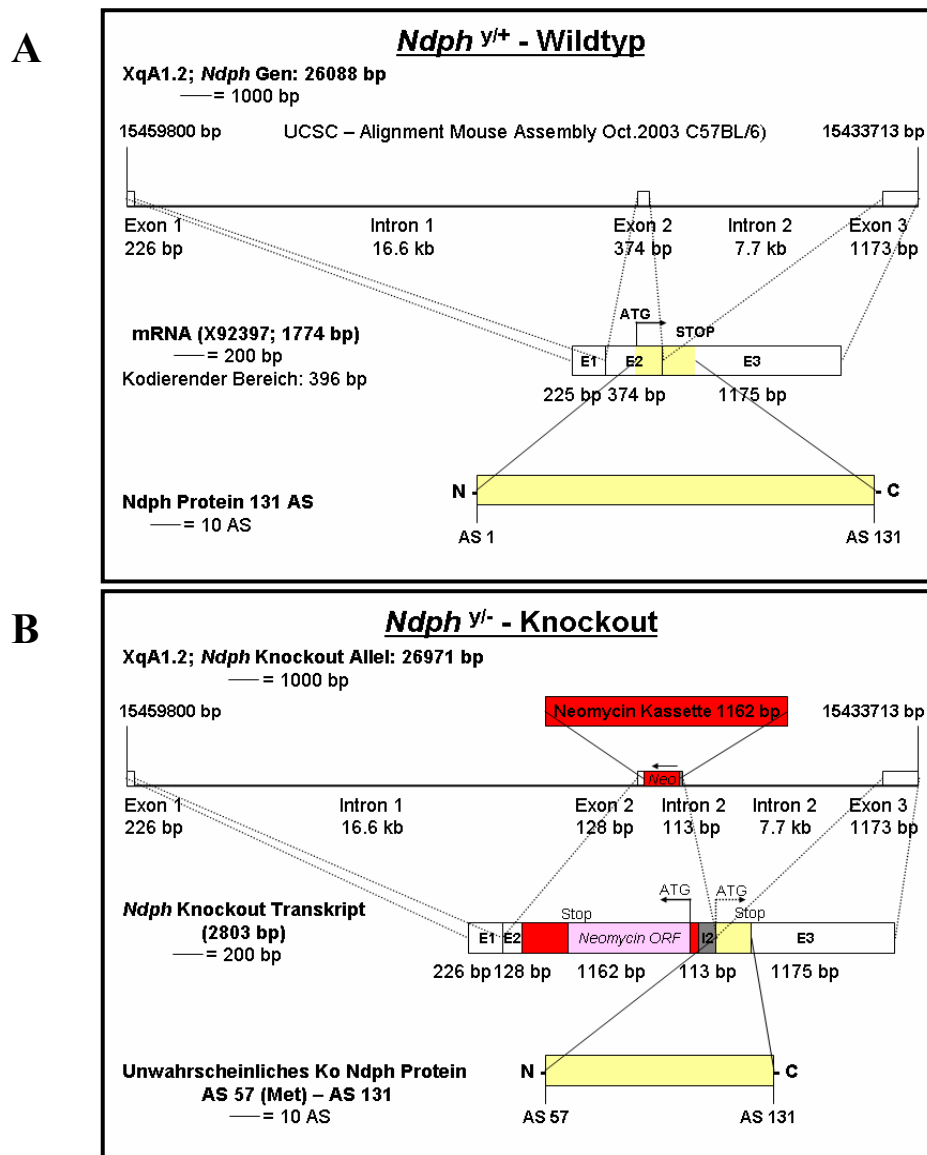 A
Ndph y/+ - Wildtyp
XqA1.2; Ndph Gen: 26088 bp
= 1000 bp
15459800 bp UCSC – Alignment Mouse Assembly Oct.2003 C57BL/6) 15433713 bp
Exon 1 Intron 1 Exon 2 Intron 2 Exon 3
226 bp 16.6 kb 374 bp 7.7 kb 1173 bp
ATG
mRNA (X92397; 1774 bp) STOP
= 200 bp E1 E2 E3
Kodierender Bereich: 396 bp
225 bp 374 bp 1175 bp
N - - C
Ndph Protein 131 AS
= 10 AS
AS 1 AS 131
B
Ndph y/- - Knockout
XqA1.2; Ndph Knockout Allel: 26971 bp
= 1000 bp
15459800 bp Neomycin Kassette 1162 bp 15433713 bp
Neo
Exon 1 Intron 1 Exon 2 Intron 2 Intron 2 Exon 3
226 bp 16.6 kb 128 bp 113 bp 7.7 kb 1173 bp
ATG ATG
Ndph Knockout Transkript Stop Stop
(2803 bp) E1 E2 Neomycin ORF I2 E3
= 200 bp
226 bp 128 bp 1162 bp 113 bp 1175 bp
Unwahrscheinliches Ko Ndph Protein N - - C
AS 57 (Met) – AS 131
= 10 AS AS 57 AS 131